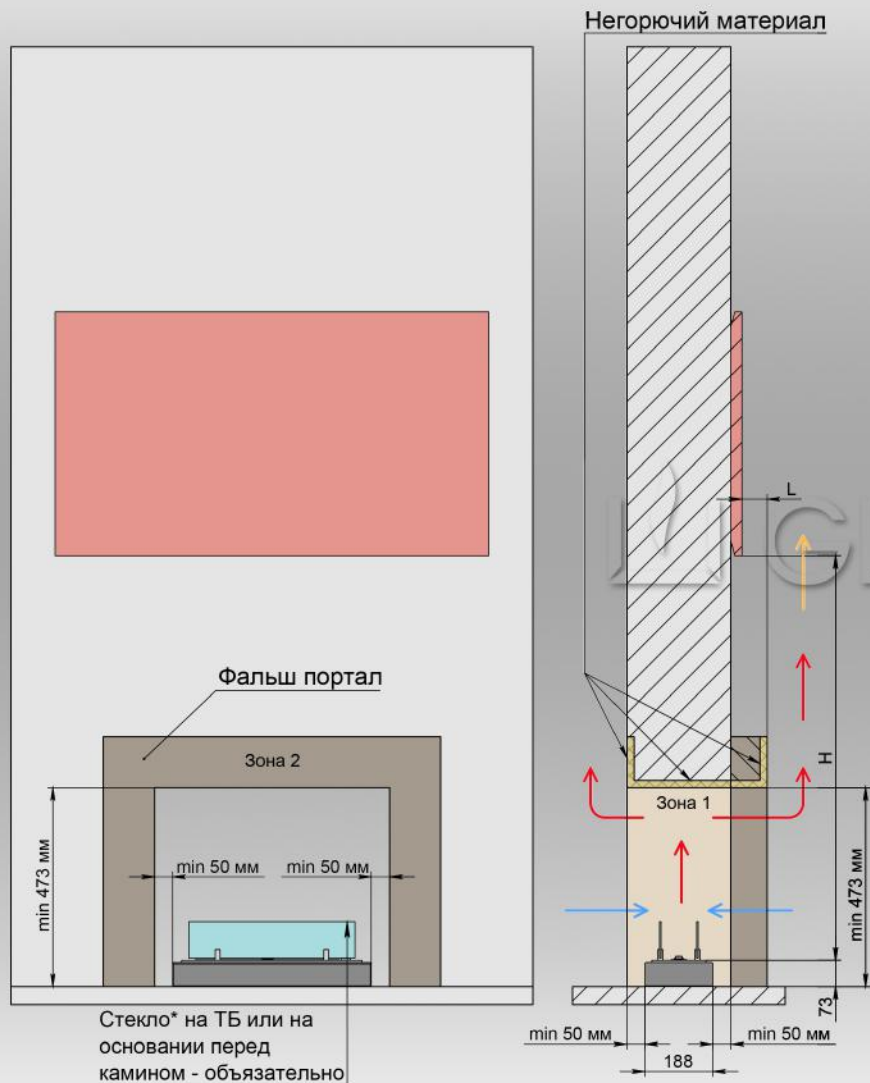 Негорючий материал
L
Фальш портал
Зона 2
Зона 1
H
min 473 мм
min 50 мм
min 50 мм
min 473 мм
73
Стекло* на ТБ или на
основании перед
камином - объязательно
min 50 мм
min 50 мм
188